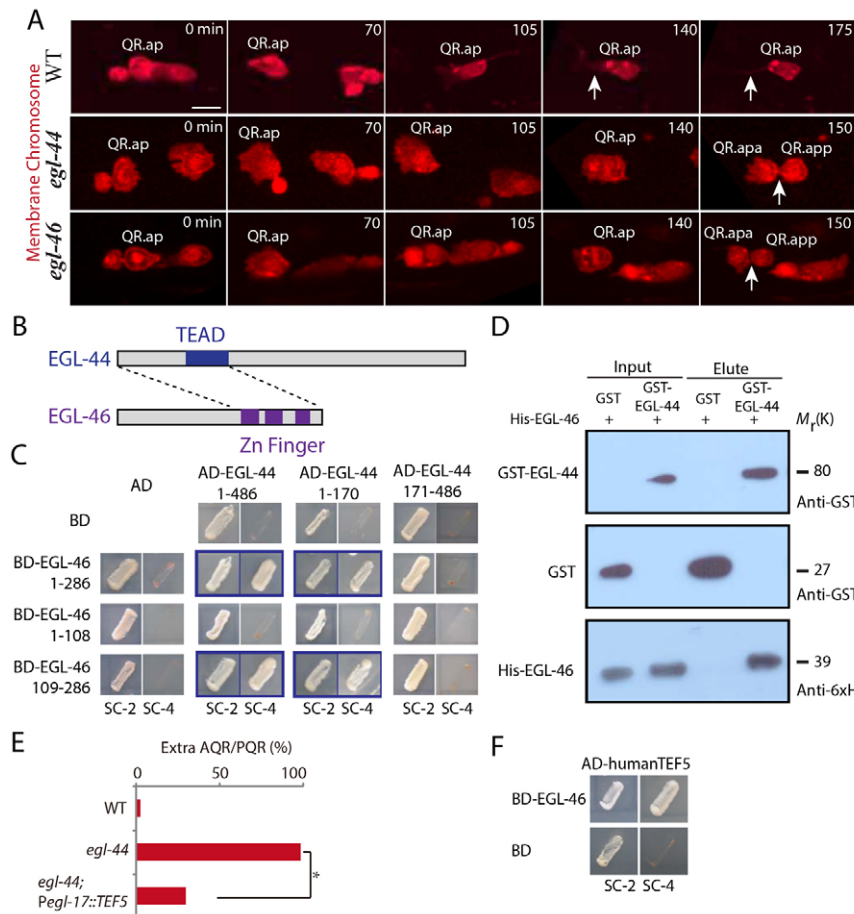 A
Membrane Chromosome
WT
0 min
QR.ap
70
QR.ap
105
QR.ap
140
QR.ap
175
QR.ap
egl-44
0 min
QR.ap
70
QR.ap
105
QR.ap
140
QR.ap
150
QR.apa QR.app
egl-46
0 min
QR.ap
70
QR.ap
105
QR.ap
140
QR.ap
150
QR.apa QR.app
B
TEAD
EGL-44
EGL-46
Zn Finger
C
AD
AD-EGL-44
1-486
AD-EGL-44
1-170
AD-EGL-44
171-486
BD
BD-EGL-46
1-286
BD-EGL-46
1-108
BD-EGL-46
109-286
SC-2 SC-4
SC-2 SC-4
SC-2 SC-4
SC-2 SC-4
D
Input Elute
GST GST-EGL-44 GST GST-EGL-44
His-EGL-46 + + + + Mr(K)
GST-EGL-44
80
Anti-GST
GST
27
Anti-GST
His-EGL-46
39
Anti-6xH
E
Extra AQR/PQR (%)
0 50 100
WT
egl-44
egl-44;
Pegl-17::TEF5
*
F
AD-humanTEF5
BD-EGL-46
BD
SC-2 SC-4